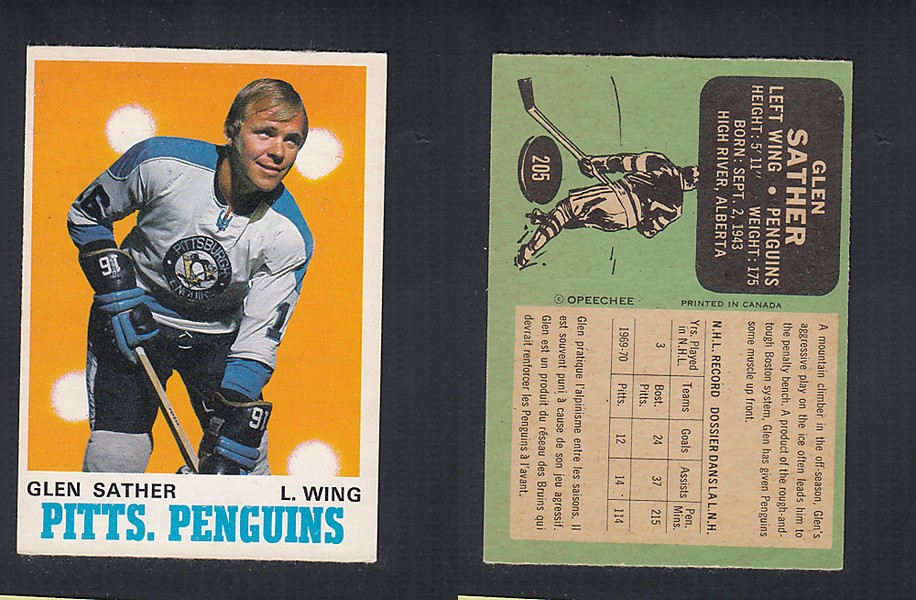 16
PITTSBURGH
PENGUINS
91
1
91
GLEN SATHER L. WING
PITTS. PENGUINS
GLEN
SATHER
LEFT WING • PENGUINS
HEIGHT: 5' 11" WEIGHT: 175
BORN: SEPT. 2, 1943
HIGH RIVER, ALBERTA
205
© OPEECHEE PRINTED IN CANADA
A mountain climber in the off-season, Glen's
aggressive play on the ice often leads him to
the penalty bench. A product of the rough-and-
tough Boston system, Glen has given Penguins
some muscle up front.
N.H.L. RECORD DOSSIER DANS LA L.N.H.
Yrs. Played in N.H.L. Teams Goals Assists Pen. Mins.
3 Bost. Pitts. 24 37 215
1969-70 Pitts. 12 14 114
Glen pratique l'alpinisme entre les saisons. Il
est souvent puni à cause de son jeu agressif.
Glen est un produit du réseau des Bruins qui
devrait renforcer les Penguins à l'avant.